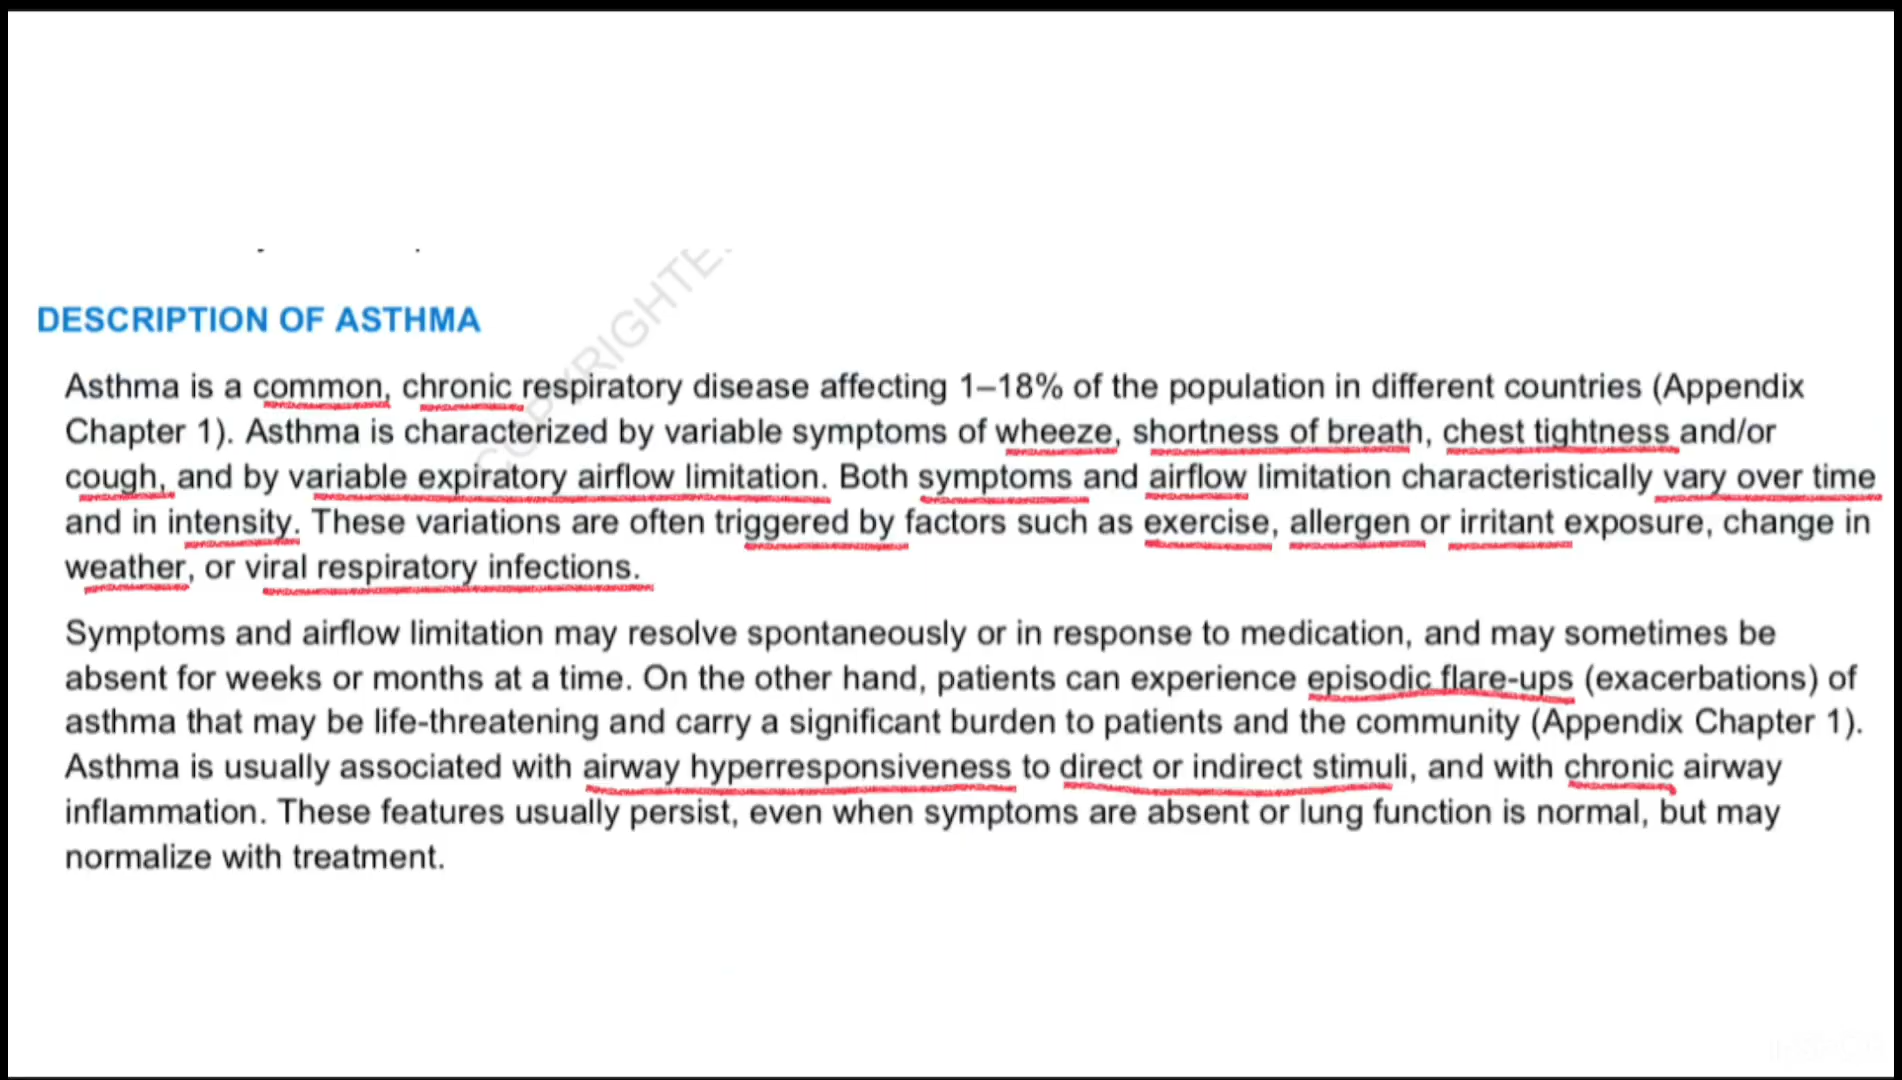 DESCRIPTION OF ASTHMA
Asthma is a common, chronic respiratory disease affecting 1–18% of the population in different countries (Appendix
Chapter 1). Asthma is characterized by variable symptoms of wheeze, shortness of breath, chest tightness and/or
cough, and by variable expiratory airflow limitation. Both symptoms and airflow limitation characteristically vary over time
and in intensity. These variations are often triggered by factors such as exercise, allergen or irritant exposure, change in
weather, or viral respiratory infections.
Symptoms and airflow limitation may resolve spontaneously or in response to medication, and may sometimes be
absent for weeks or months at a time. On the other hand, patients can experience episodic flare-ups (exacerbations) of
asthma that may be life-threatening and carry a significant burden to patients and the community (Appendix Chapter 1).
Asthma is usually associated with airway hyperresponsiveness to direct or indirect stimuli, and with chronic airway
inflammation. These features usually persist, even when symptoms are absent or lung function is normal, but may
normalize with treatment.